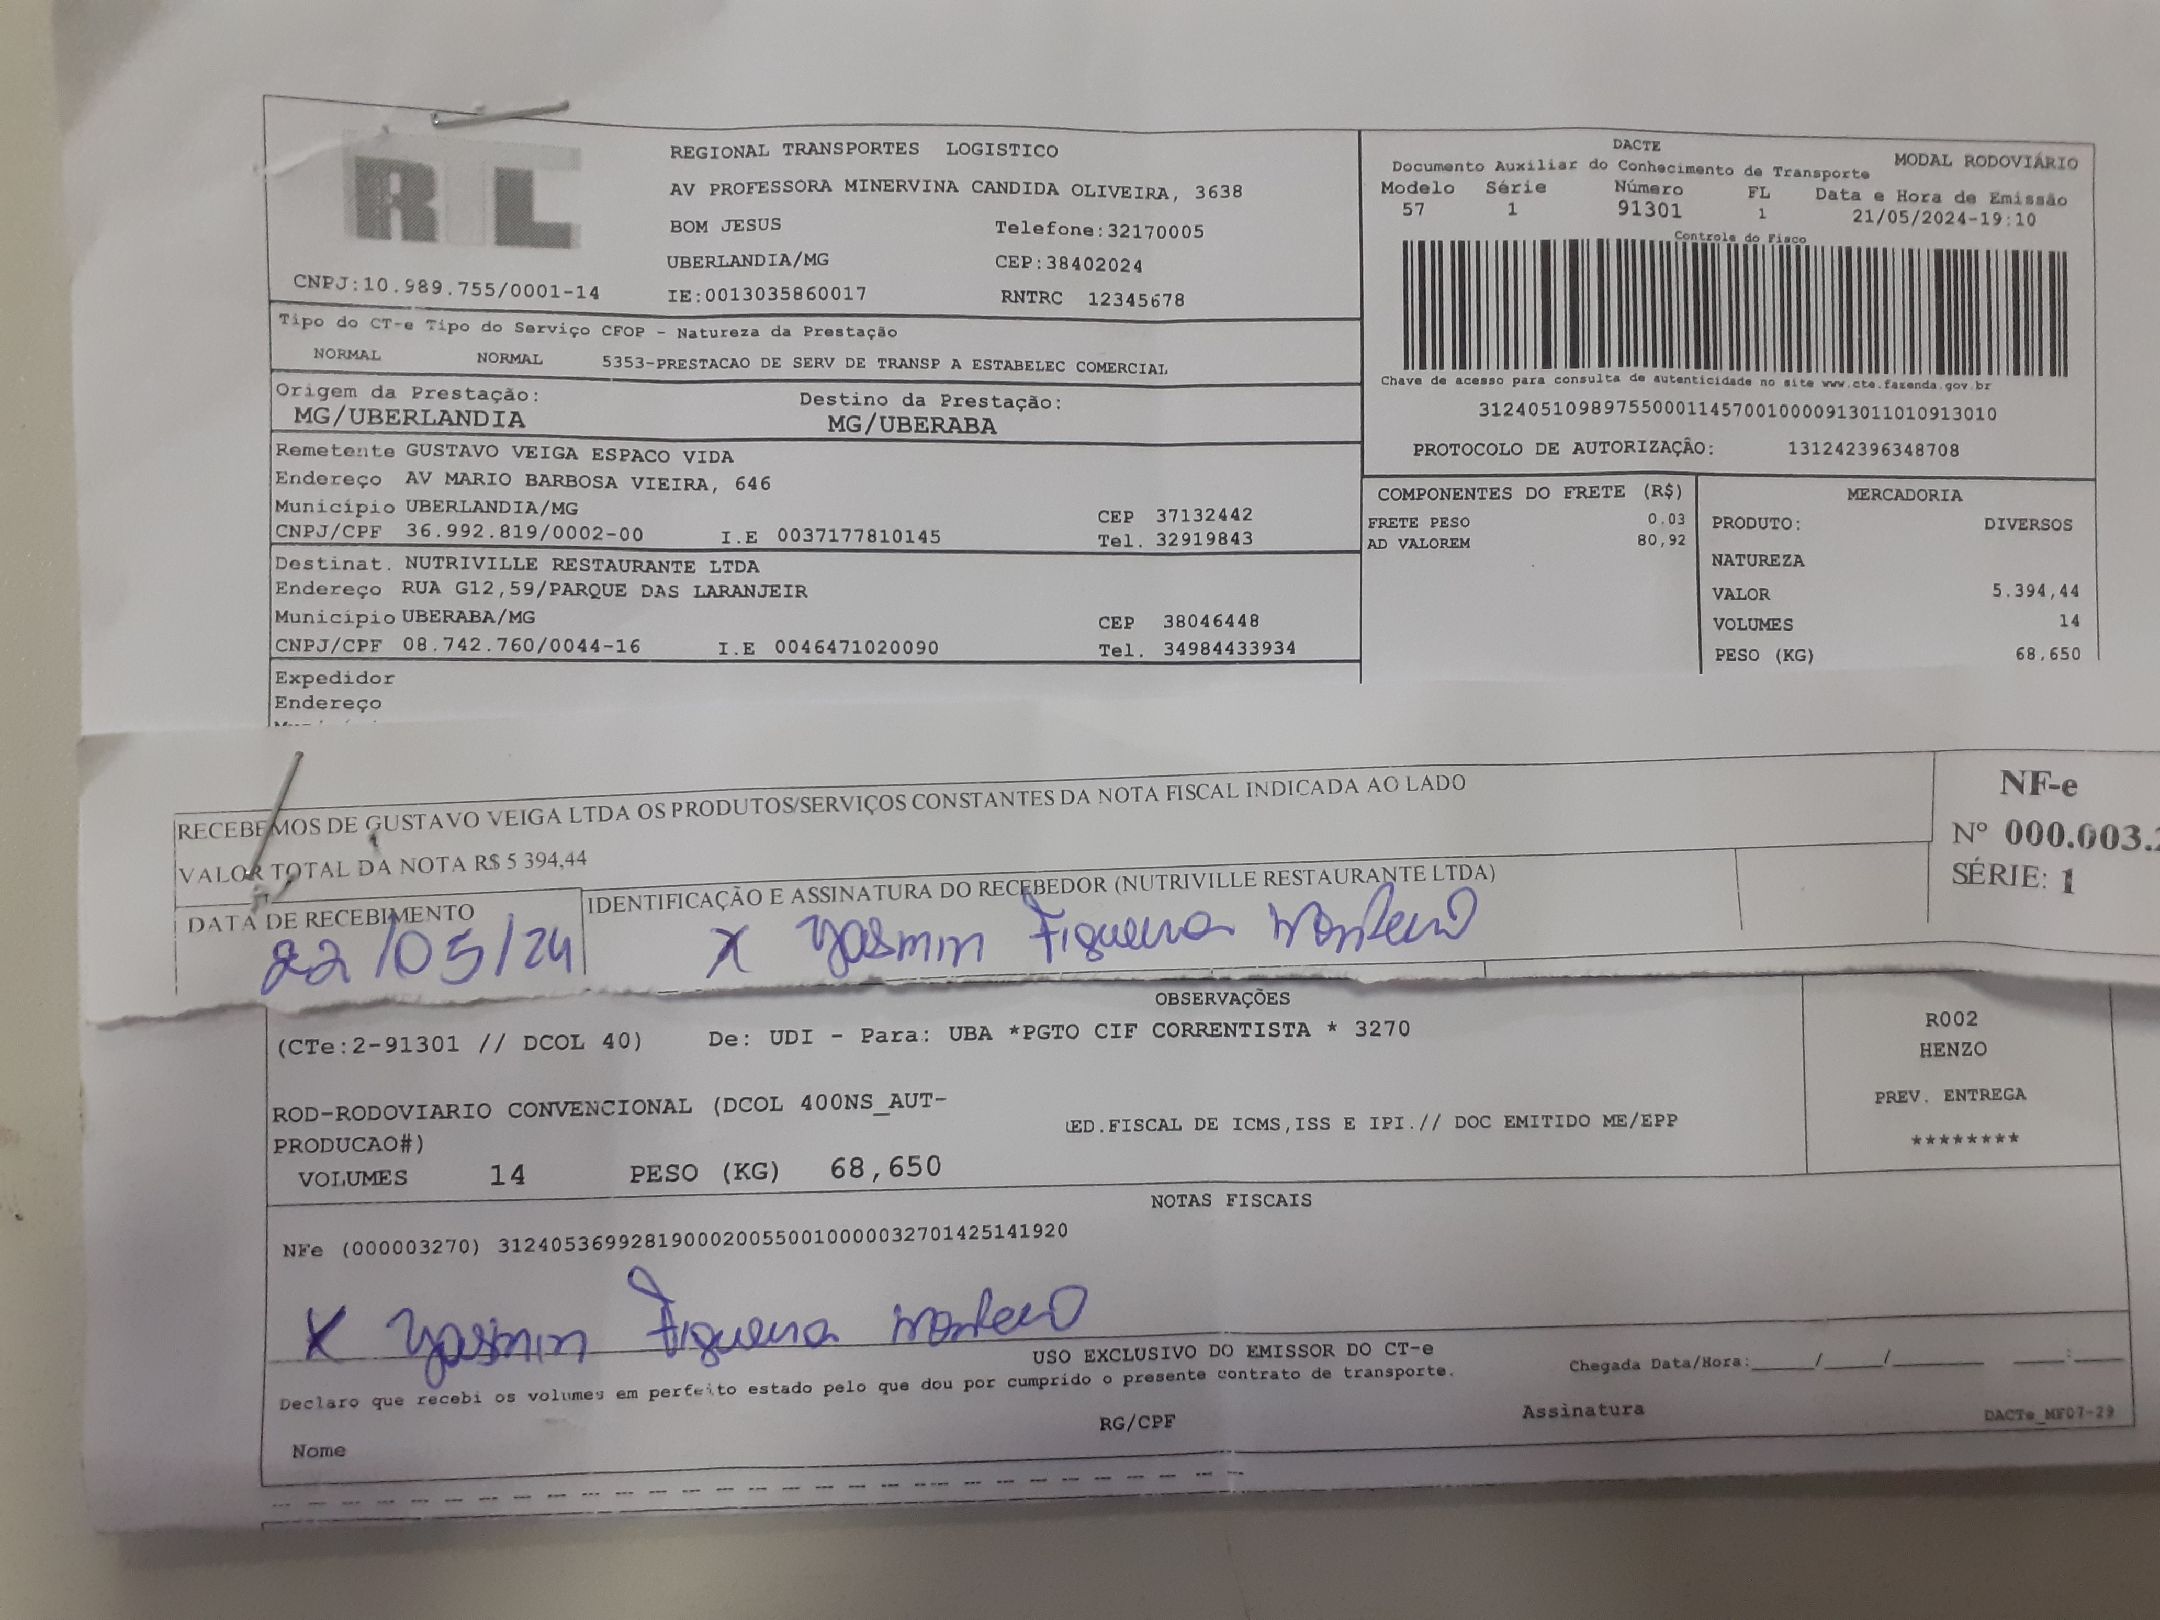 RTL
REGIONAL TRANSPORTES LOGISTICO
AV PROFESSORA MINERVINA CANDIDA OLIVEIRA, 3638
BOM JESUS Telefone:32170005
UBERLANDIA/MG CEP:38402024
CNPJ:10.989.755/0001-14 IE:0013035860017 RNTRC 12345678
DACTE
Documento Auxiliar do Conhecimento de Transporte MODAL RODOVIÁRIO
Modelo Série Número FL Data e Hora de Emissão
57 1 91301 1 21/05/2024-19:10
Controle do Fisco
Chave de acesso para consulta de autenticidade no site www.cte.fazenda.gov.br
31240510989755000114570010000913011010913010
PROTOCOLO DE AUTORIZAÇÃO: 131242396348708
Tipo do CT-e Tipo do Serviço CFOP - Natureza da Prestação
NORMAL NORMAL 5353-PRESTACAO DE SERV DE TRANSP A ESTABELEC COMERCIAL
Origem da Prestação: Destino da Prestação:
MG/UBERLANDIA MG/UBERABA
Remetente GUSTAVO VEIGA ESPACO VIDA
Endereço AV MARIO BARBOSA VIEIRA, 646
Município UBERLANDIA/MG CEP 37132442
CNPJ/CPF 36.992.819/0002-00 I.E 0037177810145 Tel. 32919843
Destinat. NUTRIVILLE RESTAURANTE LTDA
Endereço RUA G12,59/PARQUE DAS LARANJEIR
Município UBERABA/MG CEP 38046448
CNPJ/CPF 08.742.760/0044-16 I.E 0046471020090 Tel. 34984433934
Expedidor
Endereço
COMPONENTES DO FRETE (R$)
FRETE PESO 0.03
AD VALOREM 80,92
MERCADORIA
PRODUTO: DIVERSOS
NATUREZA
VALOR 5.394,44
VOLUMES 14
PESO (KG) 68,650
RECEBEMOS DE GUSTAVO VEIGA LTDA OS PRODUTOS/SERVIÇOS CONSTANTES DA NOTA FISCAL INDICADA AO LADO
VALOR TOTAL DA NOTA R$ 5 394,44
DATA DE RECEBIMENTO IDENTIFICAÇÃO E ASSINATURA DO RECEBEDOR (NUTRIVILLE RESTAURANTE LTDA)
22/05/24 X Yasmin Figueira Monteiro
NF-e
Nº 000.003.2
SÉRIE: 1
OBSERVAÇÕES
(CTe:2-91301 // DCOL 40) De: UDI - Para: UBA *PGTO CIF CORRENTISTA * 3270
ROD-RODOVIARIO CONVENCIONAL (DCOL 400NS_AUT-
PRODUCAO#)
ED.FISCAL DE ICMS,ISS E IPI.// DOC EMITIDO ME/EPP
VOLUMES 14 PESO (KG) 68,650
R002
HENZO
PREV. ENTREGA
********
NOTAS FISCAIS
NFe (000003270) 31240536992819000200550010000032701425141920
X Yasmin Figueira Monteiro
USO EXCLUSIVO DO EMISSOR DO CT-e
Declaro que recebi os volumes em perfeito estado pelo que dou por cumprido o presente contrato de transporte.
Chegada Data/Hora:_____/_____/________ ____:____
Nome RG/CPF Assinatura DACTe_MF07-29